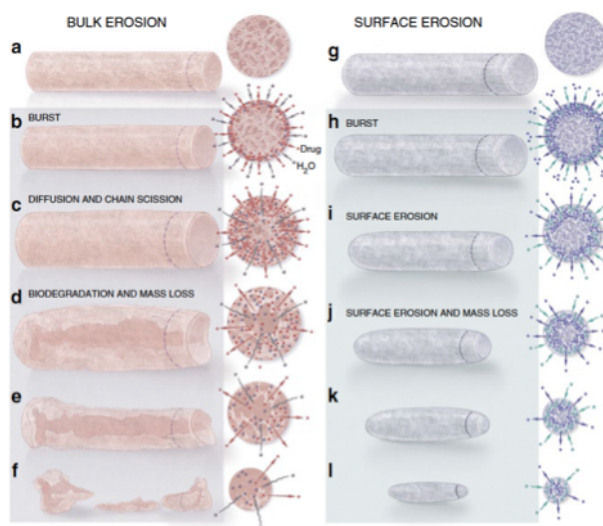 BULK EROSION
a
b
BURST
Drug
H2O
c
DIFFUSION AND CHAIN SCISSION
d
BIODEGRADATION AND MASS LOSS
e
f
SURFACE EROSION
g
h
BURST
i
SURFACE EROSION
j
SURFACE EROSION AND MASS LOSS
k
l